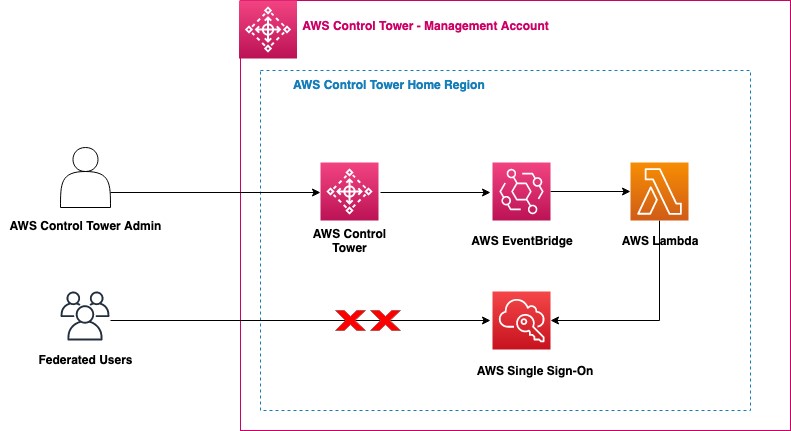 AWS Control Tower - Management Account
AWS Control Tower Home Region
AWS Control Tower Admin
AWS Control
Tower
AWS EventBridge
AWS Lambda
Federated Users
AWS Single Sign-On